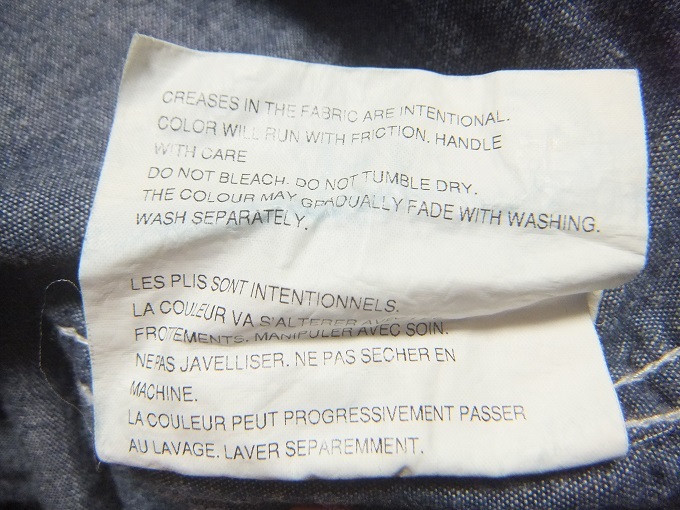 CREASES IN THE FABRIC ARE INTENTIONAL.
COLOR WILL RUN WITH FRICTION. HANDLE
WITH CARE
DO NOT BLEACH. DO NOT TUMBLE DRY.
THE COLOUR MAY GRADUALLY FADE WITH WASHING.
WASH SEPARATELY.
LES PLIS SONT INTENTIONNELS.
LA COULEUR VA S'ALTERER AVEC
FROTEMENTS. MANIPULER AVEC SOIN.
NE PAS JAVELLISER. NE PAS SECHER EN
MACHINE.
LA COULEUR PEUT PROGRESSIVEMENT PASSER
AU LAVAGE. LAVER SEPAREMMENT.